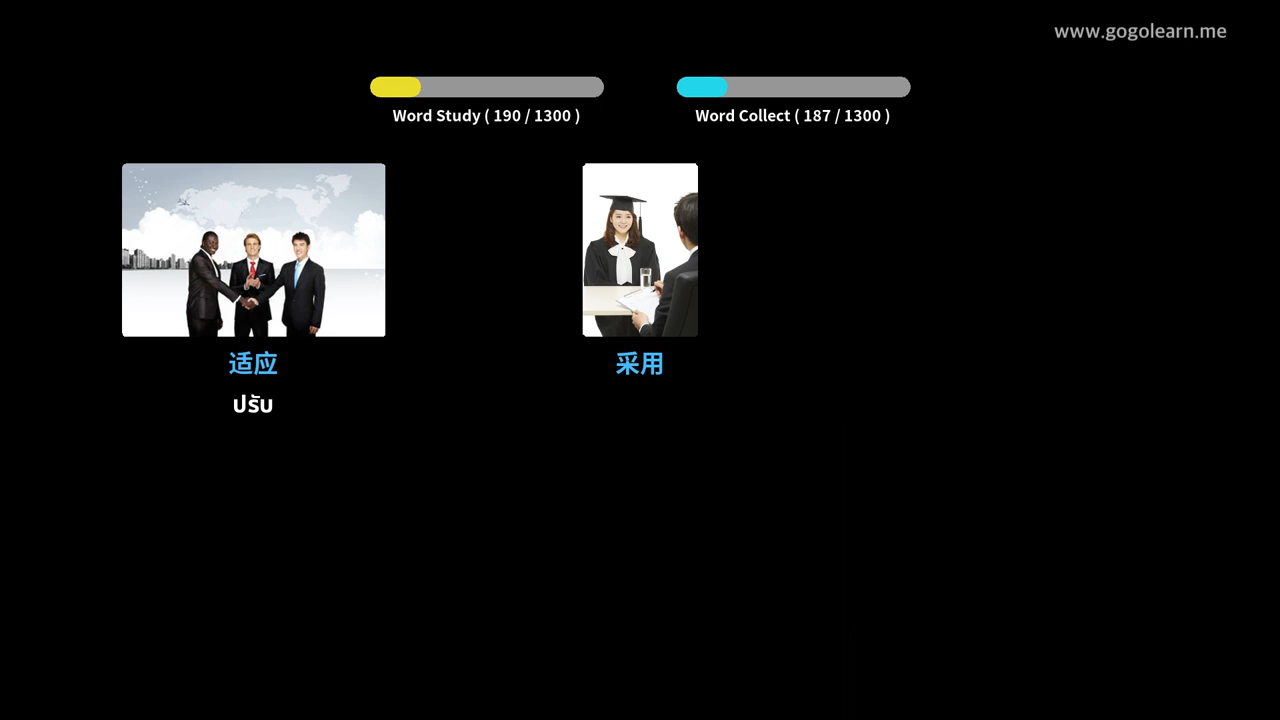 www.gogolearn.me
Word Study ( 190 / 1300 )
Word Collect ( 187 / 1300 )
适应
采用
ปรับ